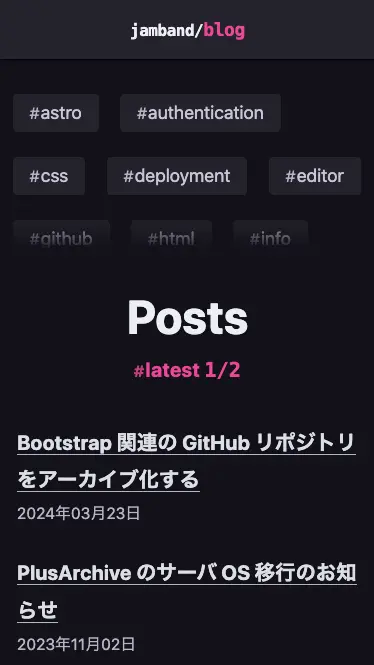 jamband/blog
#astro #authentication
#css #deployment #editor
#github #html #info
Posts
#latest 1/2
Bootstrap 関連の GitHub リポジトリ
をアーカイブ化する
2024年03月23日
PlusArchive のサーバ OS 移行のお知
らせ
2023年11月02日